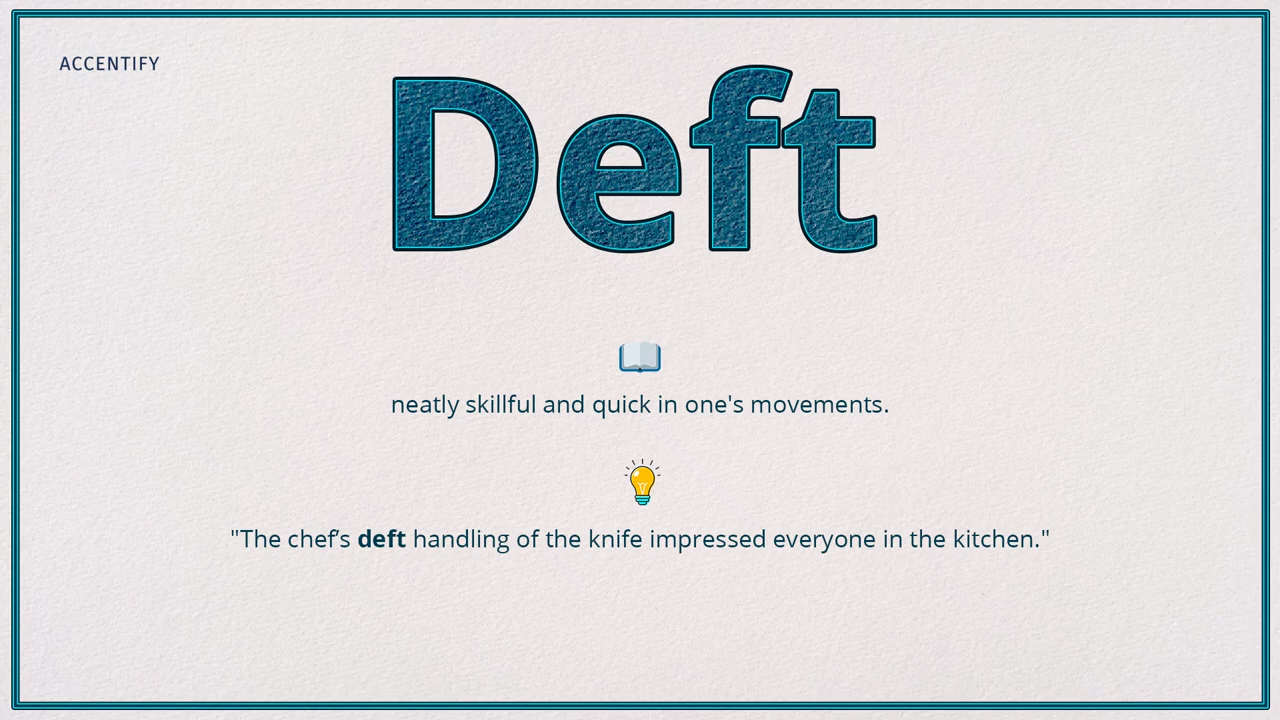 ACCENTIFY
Deft
neatly skillful and quick in one's movements.
"The chef’s deft handling of the knife impressed everyone in the kitchen."